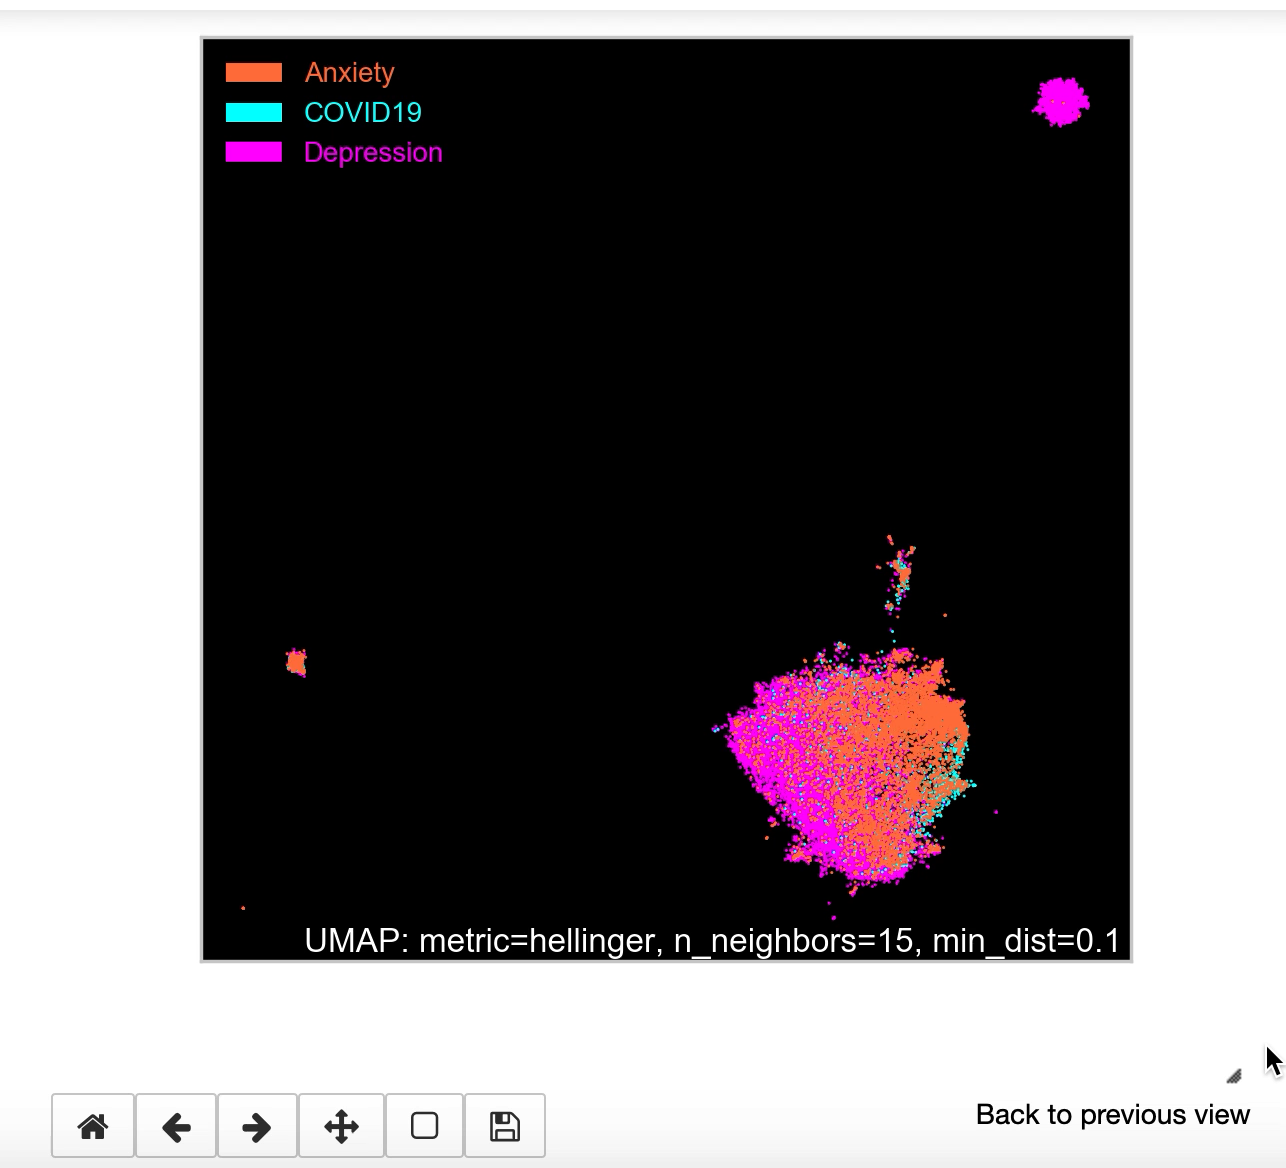 Anxiety
COVID19
Depression
UMAP: metric=hellinger, n_neighbors=15, min_dist=0.1
Back to previous view